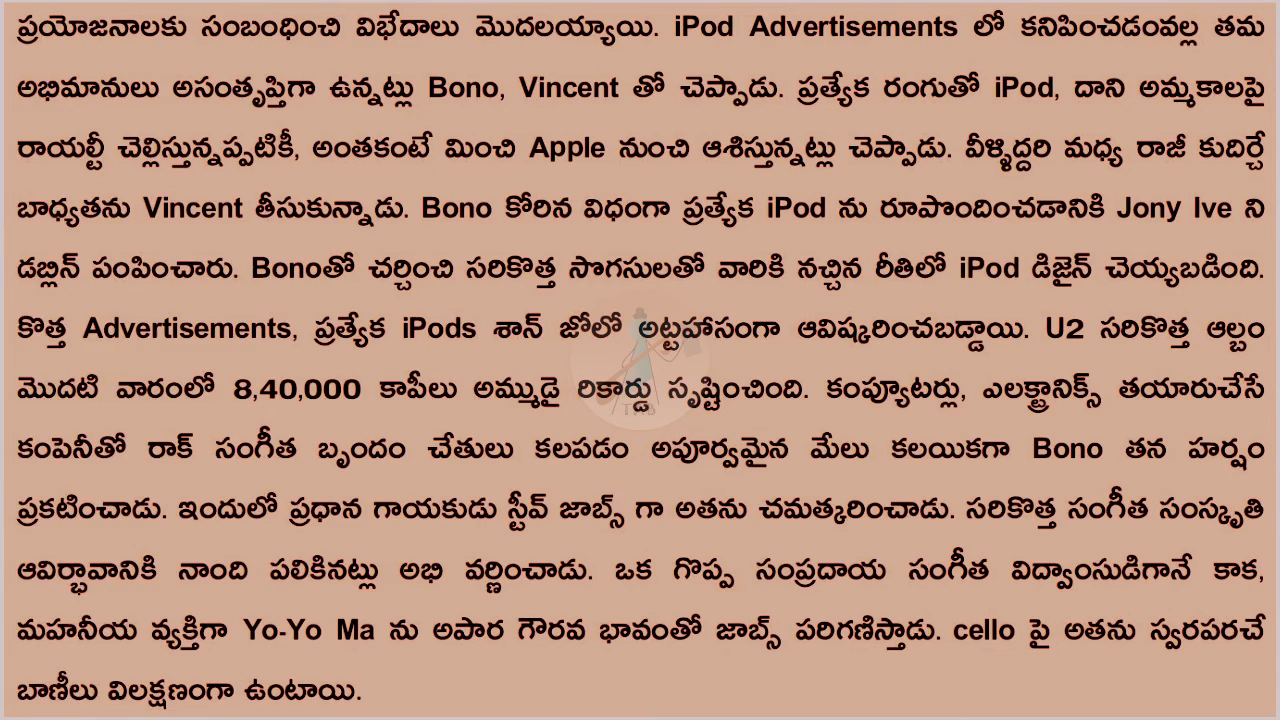 ప్రయోజనాలకు సంబంధించి విభేదాలు మొదలయ్యాయి. iPod Advertisements లో కనిపించడంవల్ల తమ
అభిమానులు అసంతృప్తిగా ఉన్నట్లు Bono, Vincent తో చెప్పాడు. ప్రత్యేక రంగుతో iPod, దాని అమ్మకాలపై
రాయల్టీ చెల్లిస్తున్నప్పటికీ, అంతకంటే మించి Apple నుంచి ఆశిస్తున్నట్లు చెప్పాడు. వీళ్ళిద్దరి మధ్య రాజీ కుదిర్చే
బాధ్యతను Vincent తీసుకున్నాడు. Bono కోరిన విధంగా ప్రత్యేక iPod ను రూపొందించడానికి Jony Ive ని
డబ్లిన్ పంపించారు. Bonoతో చర్చించి సరికొత్త సొగసులతో వారికి నచ్చిన రీతిలో iPod డిజైన్ చెయ్యబడింది.
కొత్త Advertisements, ప్రత్యేక iPods శాన్ జోలో అట్టహాసంగా ఆవిష్కరించబడ్డాయి. U2 సరికొత్త ఆల్బం
మొదటి వారంలో 8,40,000 కాపీలు అమ్ముడై రికార్డు సృష్టించింది. కంప్యూటర్లు, ఎలక్ట్రానిక్స్ తయారుచేసే
కంపెనీతో రాక్ సంగీత బృందం చేతులు కలపడం అపూర్వమైన మేలు కలయికగా Bono తన హర్షం
ప్రకటించాడు. ఇందులో ప్రధాన గాయకుడు స్టీవ్ జాబ్స్ గా అతను చమత్కరించాడు. సరికొత్త సంగీత సంస్కృతి
ఆవిర్భావానికి నాంది పలికినట్లు అభి వర్ణించాడు. ఒక గొప్ప సంప్రదాయ సంగీత విద్వాంసుడిగానే కాక,
మహనీయ వ్యక్తిగా Yo-Yo Ma ను అపార గౌరవ భావంతో జాబ్స్ పరిగణిస్తాడు. cello పై అతను స్వరపరచే
బాణీలు విలక్షణంగా ఉంటాయి.